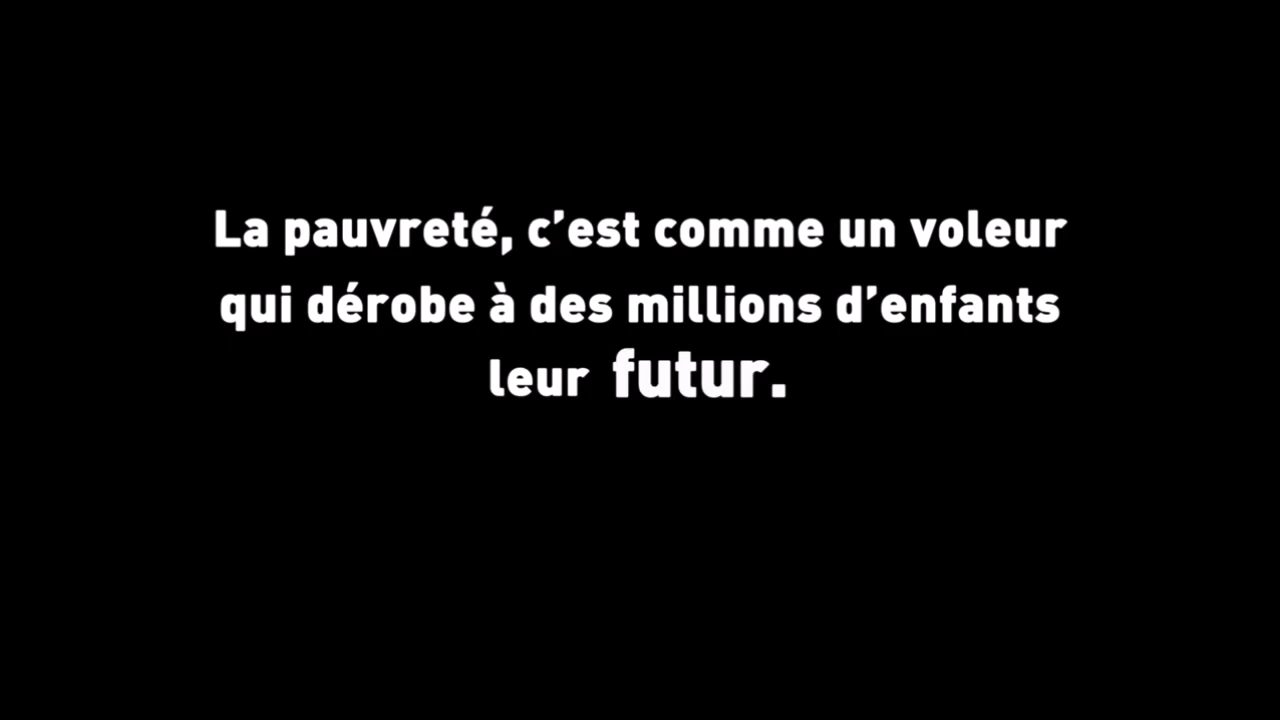 La pauvreté, c’est comme un voleur
qui dérobe à des millions d’enfants
leur futur.